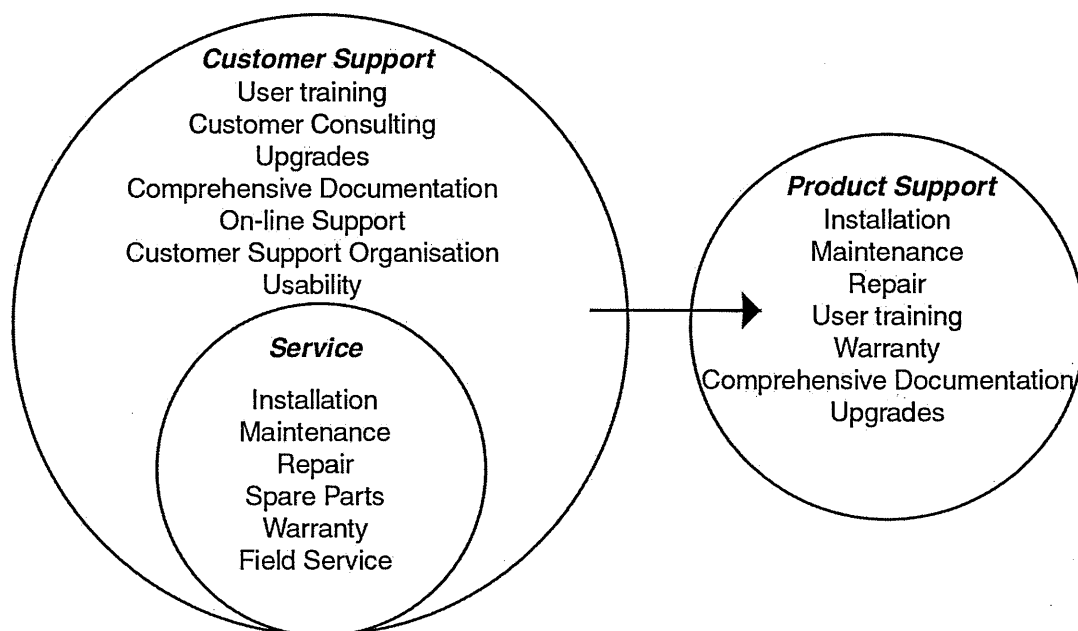 Customer Support
User training
Customer Consulting
Upgrades
Comprehensive Documentation
On-line Support
Customer Support Organisation
Usability
Service
Installation
Maintenance
Repair
Spare Parts
Warranty
Field Service
Product Support
Installation
Maintenance
Repair
User training
Warranty
Comprehensive Documentation
Upgrades